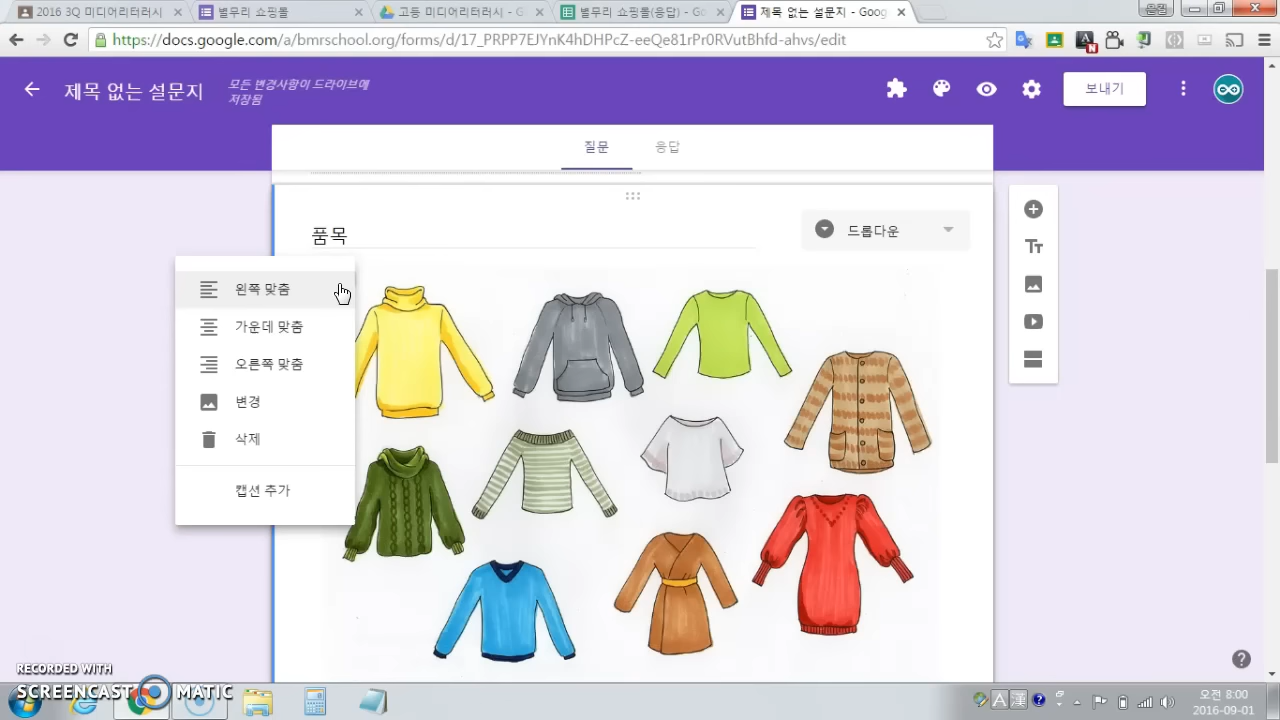 2016 3Q 미디어리터러시
별무리 쇼핑몰
고등 미디어리터러시 - G
별무리 쇼핑몰(응답) - Go
제목 없는 설문지 - Goog
https://docs.google.com/a/bmrschool.org/forms/d/17_PRPP7EJYnK4hDHPcZ-eeQe81rPr0RVutBhfd-ahvs/edit
제목 없는 설문지
모든 변경사항이 드라이브에
저장됨
보내기
질문
응답
품목
드롭다운
왼쪽 맞춤
가운데 맞춤
오른쪽 맞춤
변경
삭제
캡션 추가
RECORDED WITH
SCREENCAST MATIC
A 漢
오전 8:00
2016-09-01